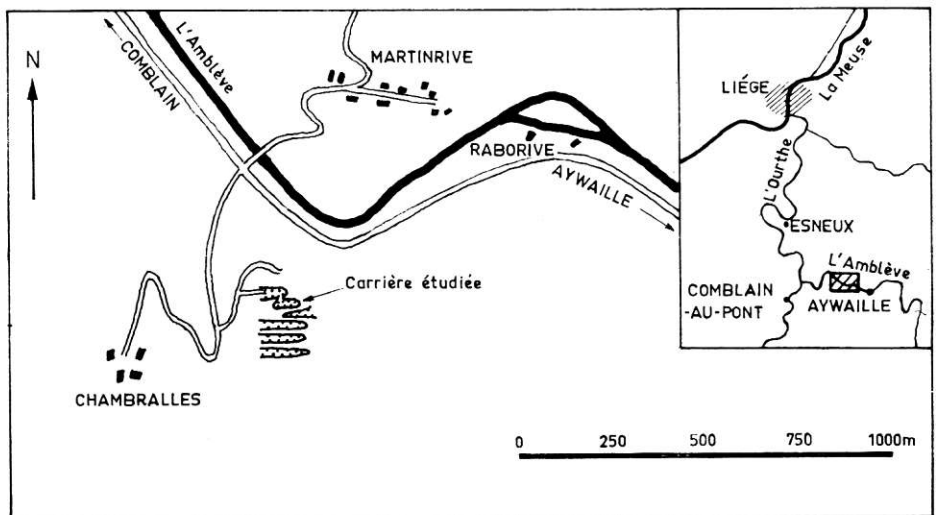 N
COMBLAIN
L'Amblève
MARTINRIVE
RABORIVE
AYWAILLE
Carrière étudiée
CHAMBRALLES
0 250 500 750 1000m
LIÉGE
La Meuse
L'Ourthe
ESNEUX
L'Amblève
COMBLAIN
-AU-PONT
AYWAILLE